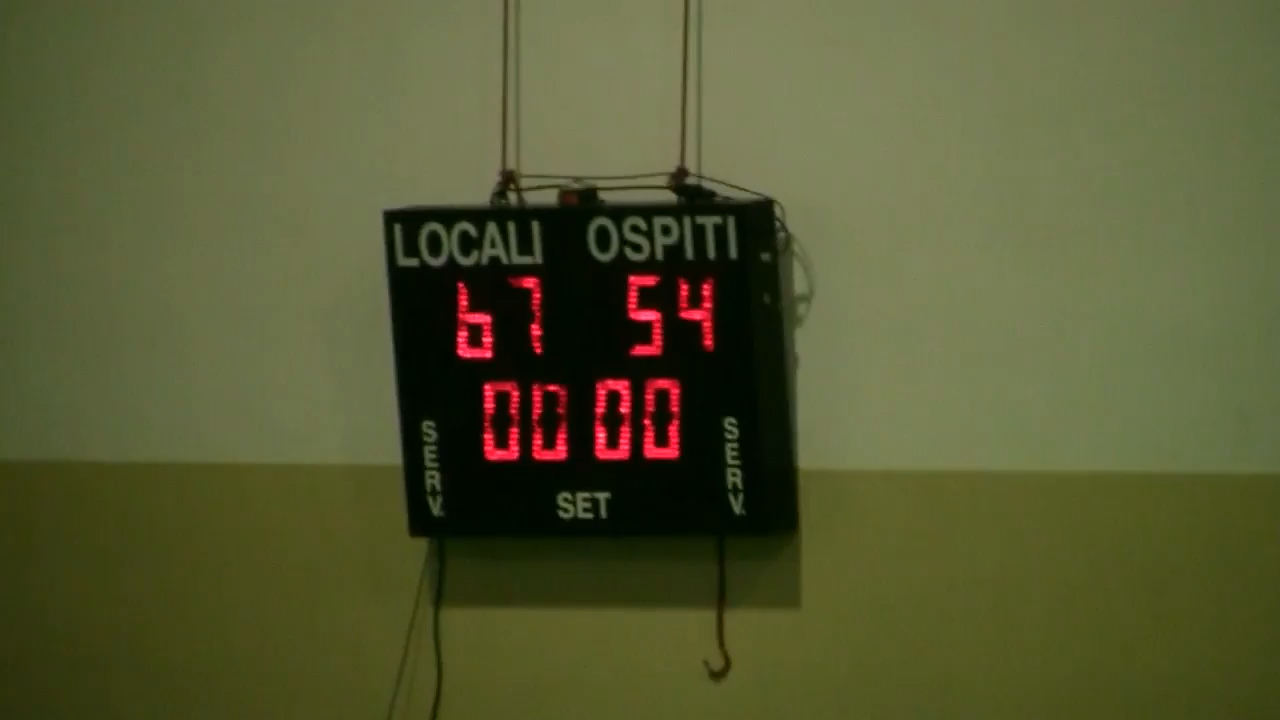 LOCALI OSPITI
67 54
00 00
SERV. SERV.
SET